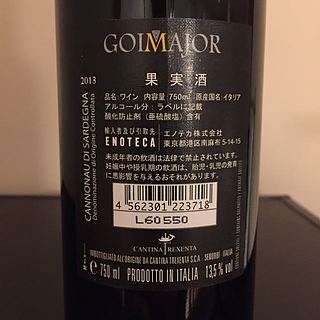 GOIMAJOR
2013
CANNONAU DI SARDEGNA
Denominazione di Origine Controllata
果実酒
品名:ワイン 内容量:750ml 原産国名:イタリア
アルコール分:ラベルに記載
酸化防止剤(亜硫酸塩)含有
輸入者及び引取先 エノテカ株式会社
ENOTECA 東京都港区南麻布5-14-15
未成年者の飲酒は法律で禁止されています。
妊娠中や授乳期の飲酒は、胎児・乳児の発育
に悪影響を与えるおそれがあります。
4 562301 223718
L60550
CANTINA TREXENTA
IMBOTTIGLIATO ALL'ORIGINE DA CANTINA TREXENTA S.C.A. - SENORBI' - ITALIA
e 750 ml PRODOTTO IN ITALIA 13,5% vol